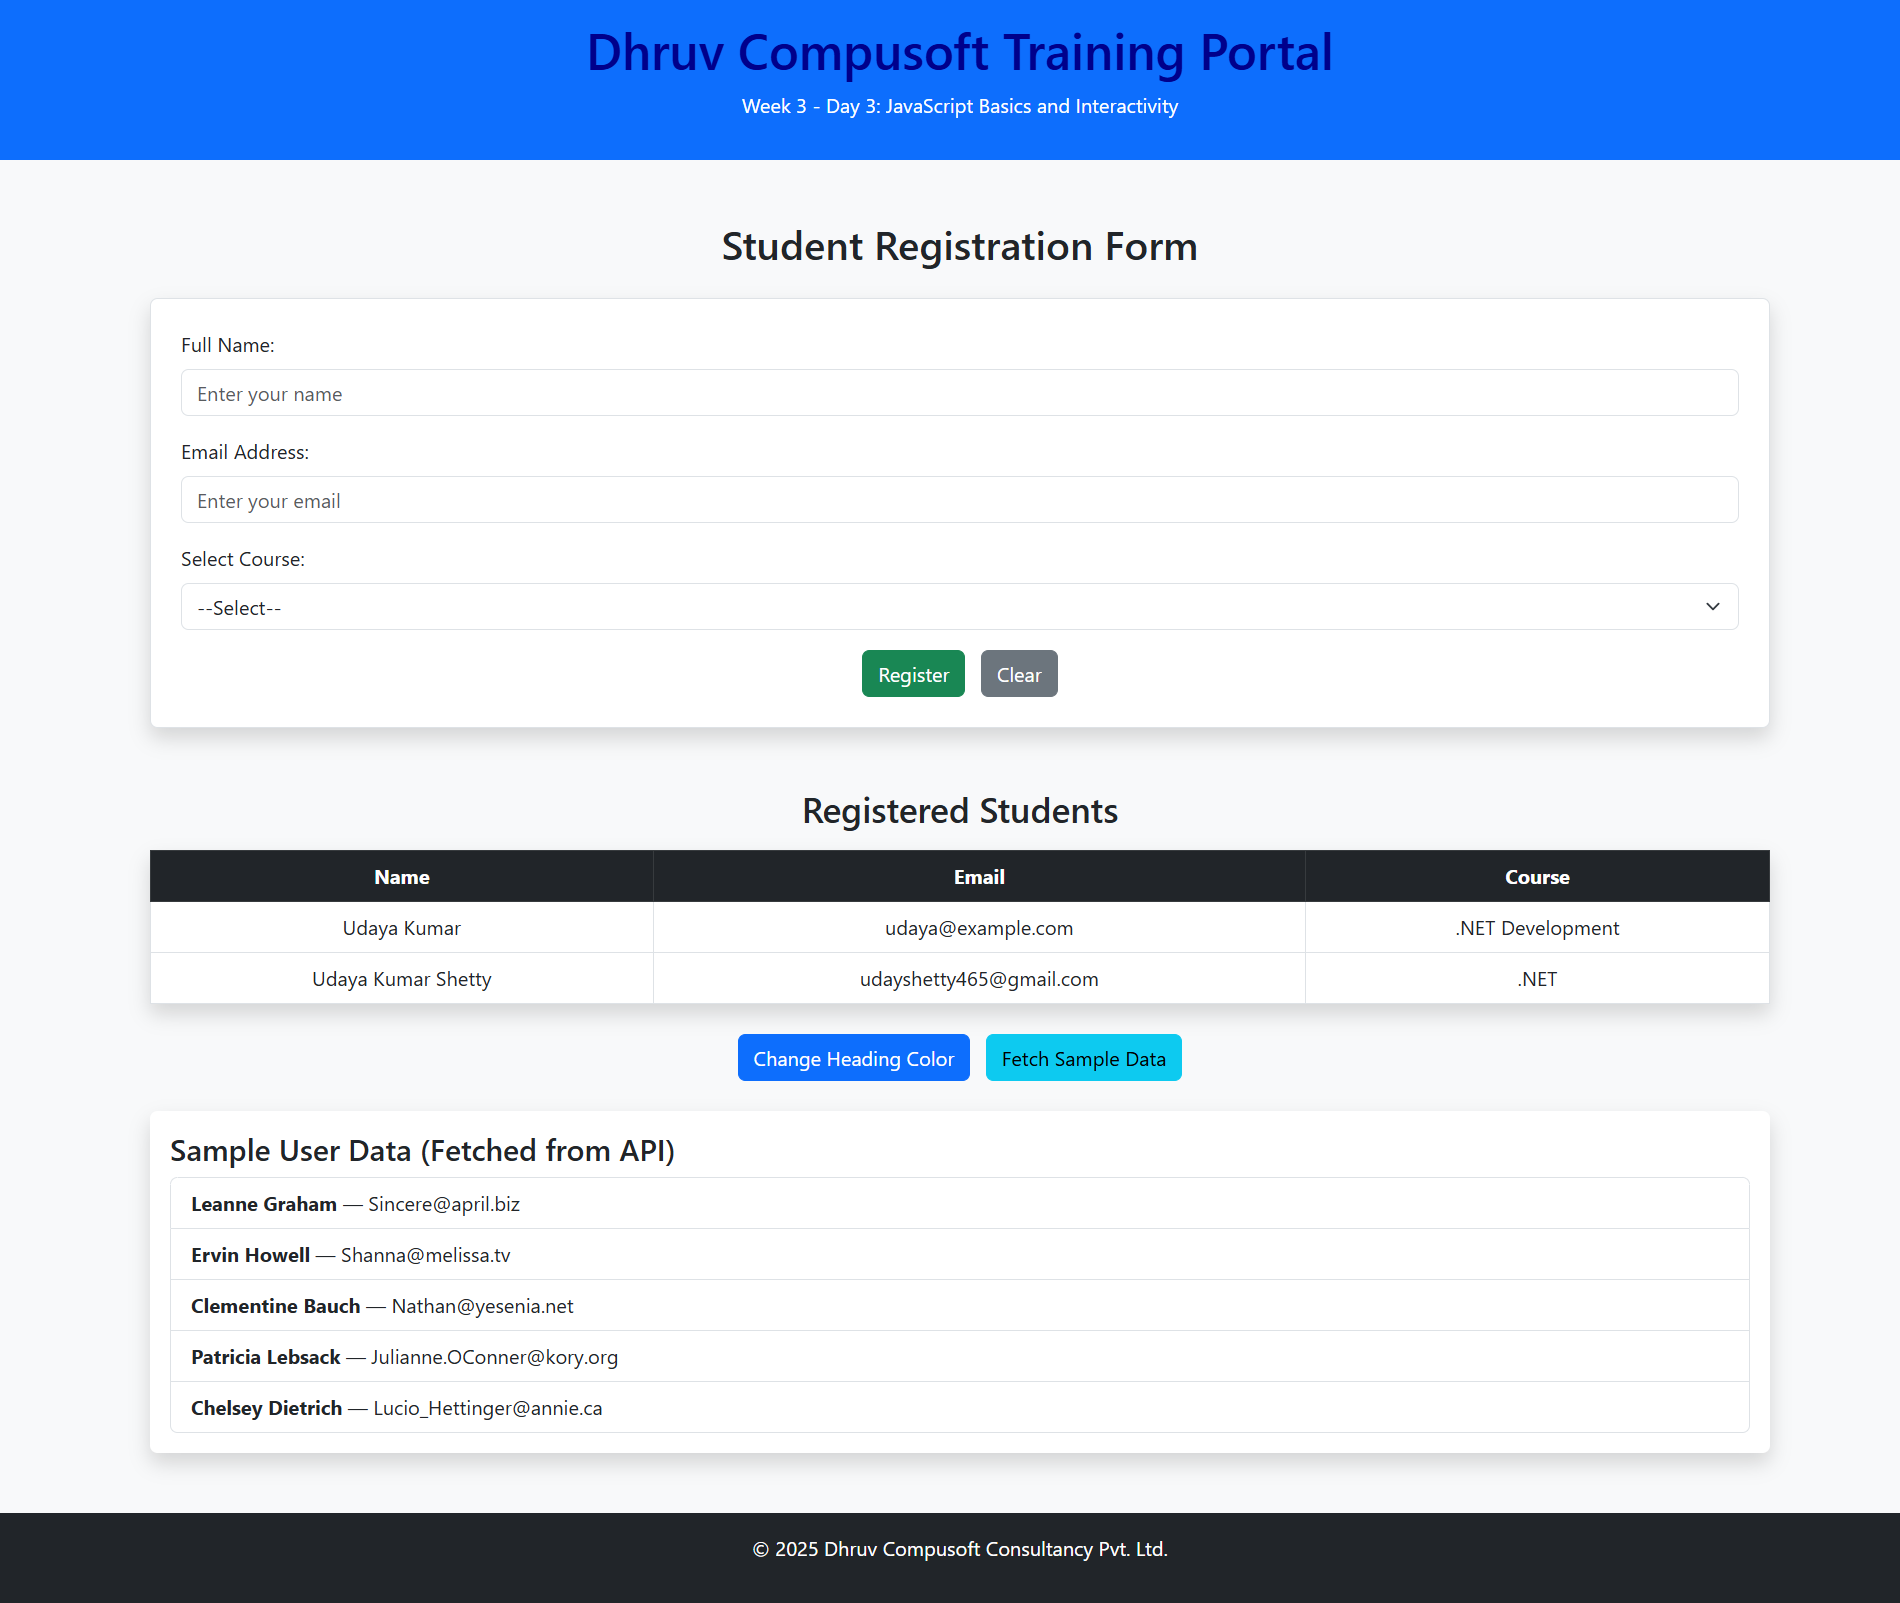 Dhruv Compusoft Training Portal
Week 3 - Day 3: JavaScript Basics and Interactivity
Student Registration Form
Full Name:
Enter your name
Email Address:
Enter your email
Select Course:
--Select--
Register Clear
Registered Students
Name Email Course
Udaya Kumar udaya@example.com .NET Development
Udaya Kumar Shetty udayshetty465@gmail.com .NET
Change Heading Color Fetch Sample Data
Sample User Data (Fetched from API)
Leanne Graham — Sincere@april.biz
Ervin Howell — Shanna@melissa.tv
Clementine Bauch — Nathan@yesenia.net
Patricia Lebsack — Julianne.OConner@kory.org
Chelsey Dietrich — Lucio_Hettinger@annie.ca
© 2025 Dhruv Compusoft Consultancy Pvt. Ltd.